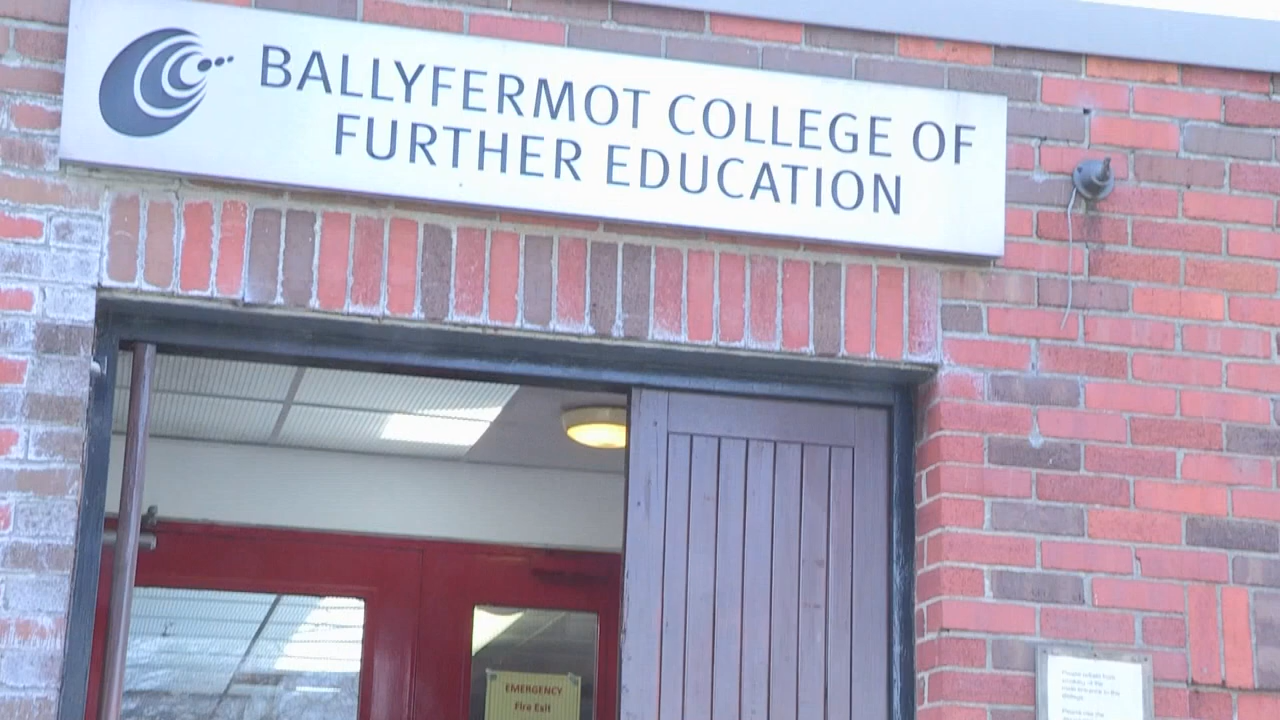 BALLYFERMOT COLLEGE OF
FURTHER EDUCATION
EMERGENCY
Fire Exit